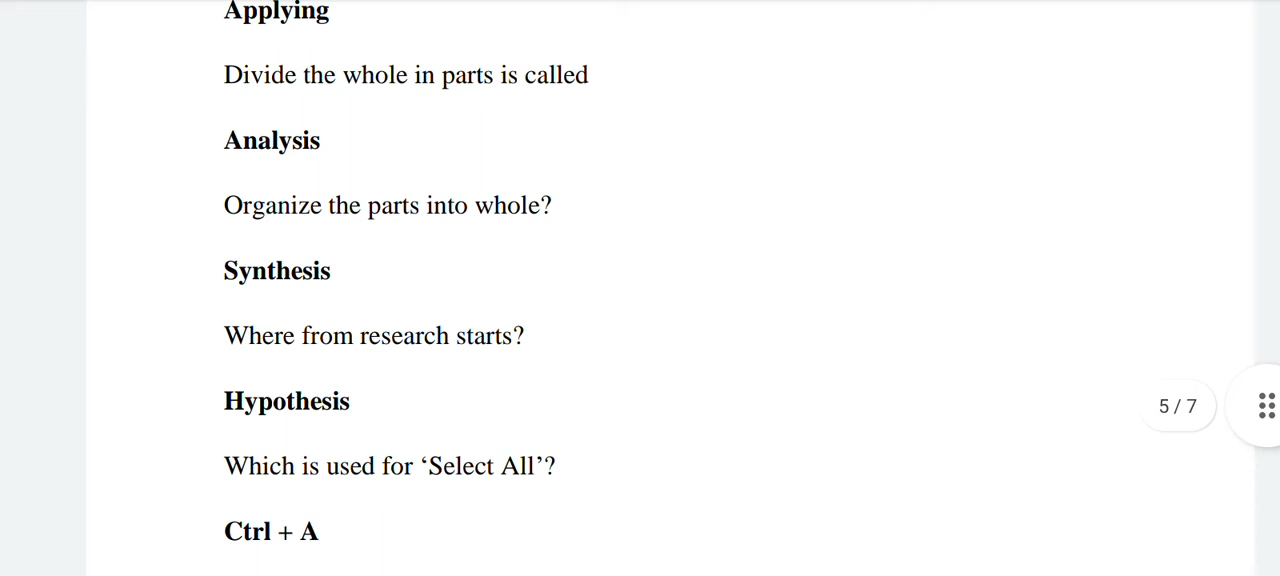 Applying
Divide the whole in parts is called
Analysis
Organize the parts into whole?
Synthesis
Where from research starts?
Hypothesis
5 / 7
Which is used for ‘Select All’?
Ctrl + A